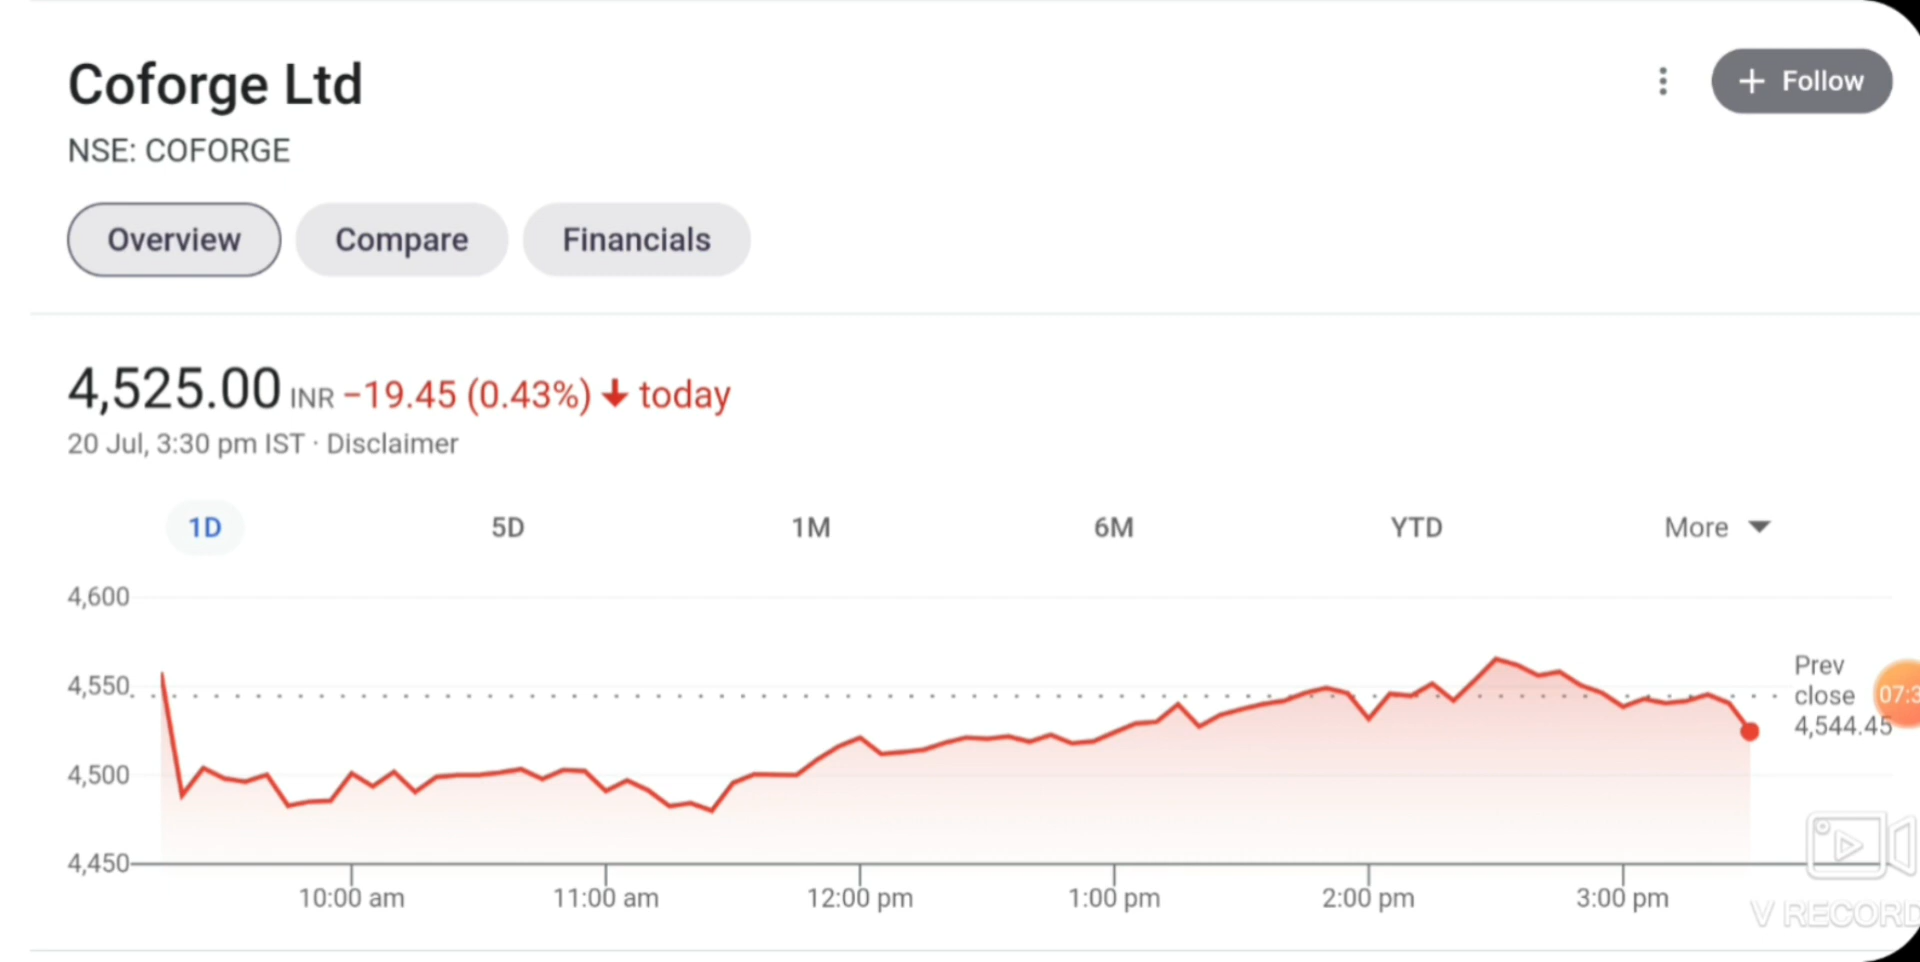 Coforge Ltd
+ Follow
NSE: COFORGE
Overview Compare Financials
4,525.00 INR −19.45 (0.43%) ↓ today
20 Jul, 3:30 pm IST · Disclaimer
1D 5D 1M 6M YTD More
4,600
4,550
4,500
4,450
Prev
close
4,544.45
07:3
10:00 am 11:00 am 12:00 pm 1:00 pm 2:00 pm 3:00 pm
V RECORD